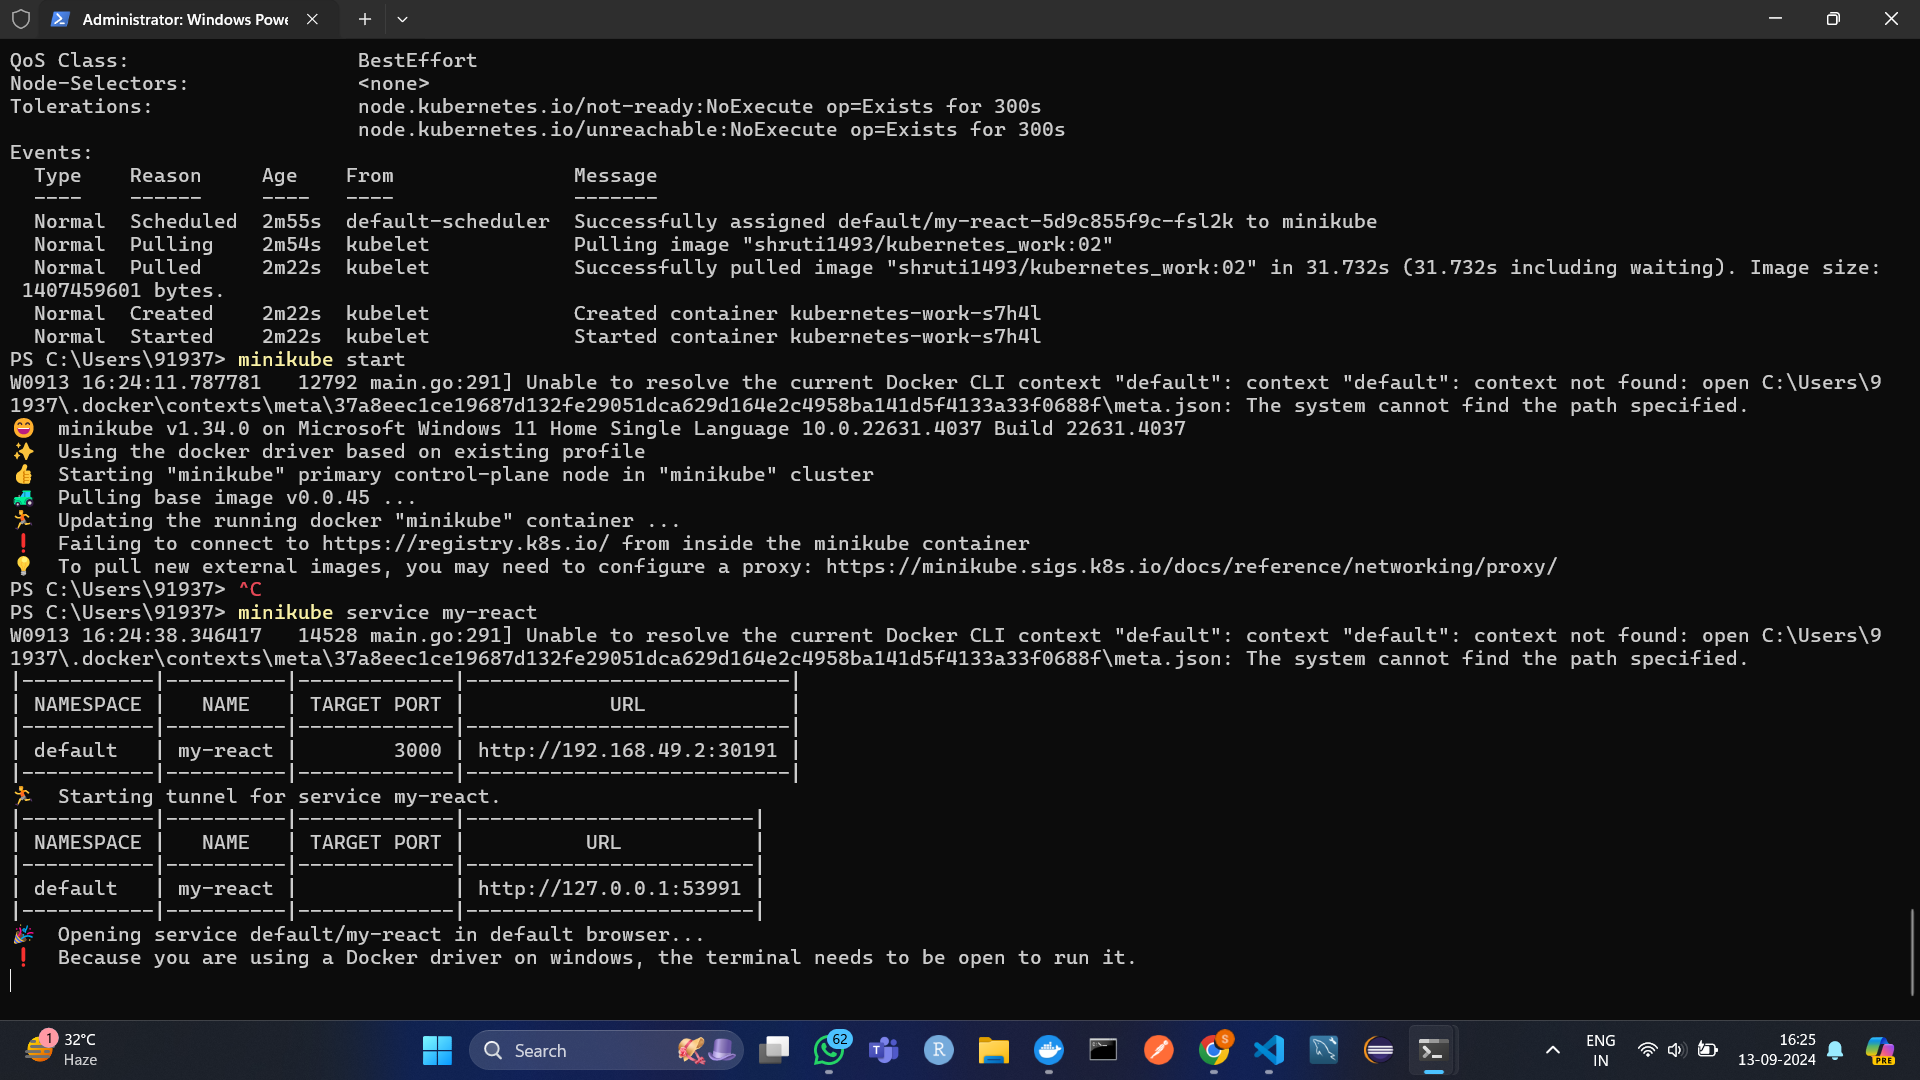 Administrator: Windows Powe
QoS Class:                   BestEffort
Node-Selectors:              <none>
Tolerations:                 node.kubernetes.io/not-ready:NoExecute op=Exists for 300s
                             node.kubernetes.io/unreachable:NoExecute op=Exists for 300s
Events:
  Type    Reason     Age   From               Message
  ----    ------     ----  ----               -------
  Normal  Scheduled  2m55s  default-scheduler  Successfully assigned default/my-react-5d9c855f9c-fsl2k to minikube
  Normal  Pulling    2m54s  kubelet            Pulling image "shruti1493/kubernetes_work:02"
  Normal  Pulled     2m22s  kubelet            Successfully pulled image "shruti1493/kubernetes_work:02" in 31.732s (31.732s including waiting). Image size:
 1407459601 bytes.
  Normal  Created    2m22s  kubelet            Created container kubernetes-work-s7h4l
  Normal  Started    2m22s  kubelet            Started container kubernetes-work-s7h4l
PS C:\Users\91937> minikube start
W0913 16:24:11.787781   12792 main.go:291] Unable to resolve the current Docker CLI context "default": context "default": context not found: open C:\Users\9
1937\.docker\contexts\meta\37a8eec1ce19687d132fe29051dca629d164e2c4958ba141d5f4133a33f0688f\meta.json: The system cannot find the path specified.
😄  minikube v1.34.0 on Microsoft Windows 11 Home Single Language 10.0.22631.4037 Build 22631.4037
✨  Using the docker driver based on existing profile
👍  Starting "minikube" primary control-plane node in "minikube" cluster
🚜  Pulling base image v0.0.45 ...
🏃  Updating the running docker "minikube" container ...
❗  Failing to connect to https://registry.k8s.io/ from inside the minikube container
💡  To pull new external images, you may need to configure a proxy: https://minikube.sigs.k8s.io/docs/reference/networking/proxy/
PS C:\Users\91937> ^C
PS C:\Users\91937> minikube service my-react
W0913 16:24:38.346417   14528 main.go:291] Unable to resolve the current Docker CLI context "default": context "default": context not found: open C:\Users\9
1937\.docker\contexts\meta\37a8eec1ce19687d132fe29051dca629d164e2c4958ba141d5f4133a33f0688f\meta.json: The system cannot find the path specified.
|-----------|----------|-------------|---------------------------|
| NAMESPACE |   NAME   | TARGET PORT |            URL            |
|-----------|----------|-------------|---------------------------|
| default   | my-react |        3000 | http://192.168.49.2:30191 |
|-----------|----------|-------------|---------------------------|
🏃  Starting tunnel for service my-react.
|-----------|----------|-------------|------------------------|
| NAMESPACE |   NAME   | TARGET PORT |          URL           |
|-----------|----------|-------------|------------------------|
| default   | my-react |             | http://127.0.0.1:53991 |
|-----------|----------|-------------|------------------------|
🎉  Opening service default/my-react in default browser...
❗  Because you are using a Docker driver on windows, the terminal needs to be open to run it.
1
32°C
Haze
Search
62
T
R
S
ENG
IN
16:25
13-09-2024
PRE